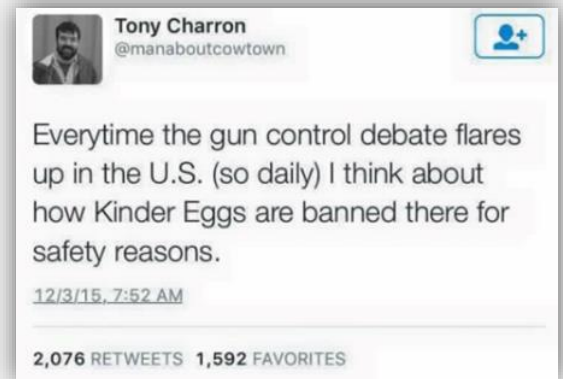 Tony Charron
@manaboutcowtown
Everytime the gun control debate flares
up in the U.S. (so daily) I think about
how Kinder Eggs are banned there for
safety reasons.
12/3/15, 7:52 AM
2,076 RETWEETS 1,592 FAVORITES